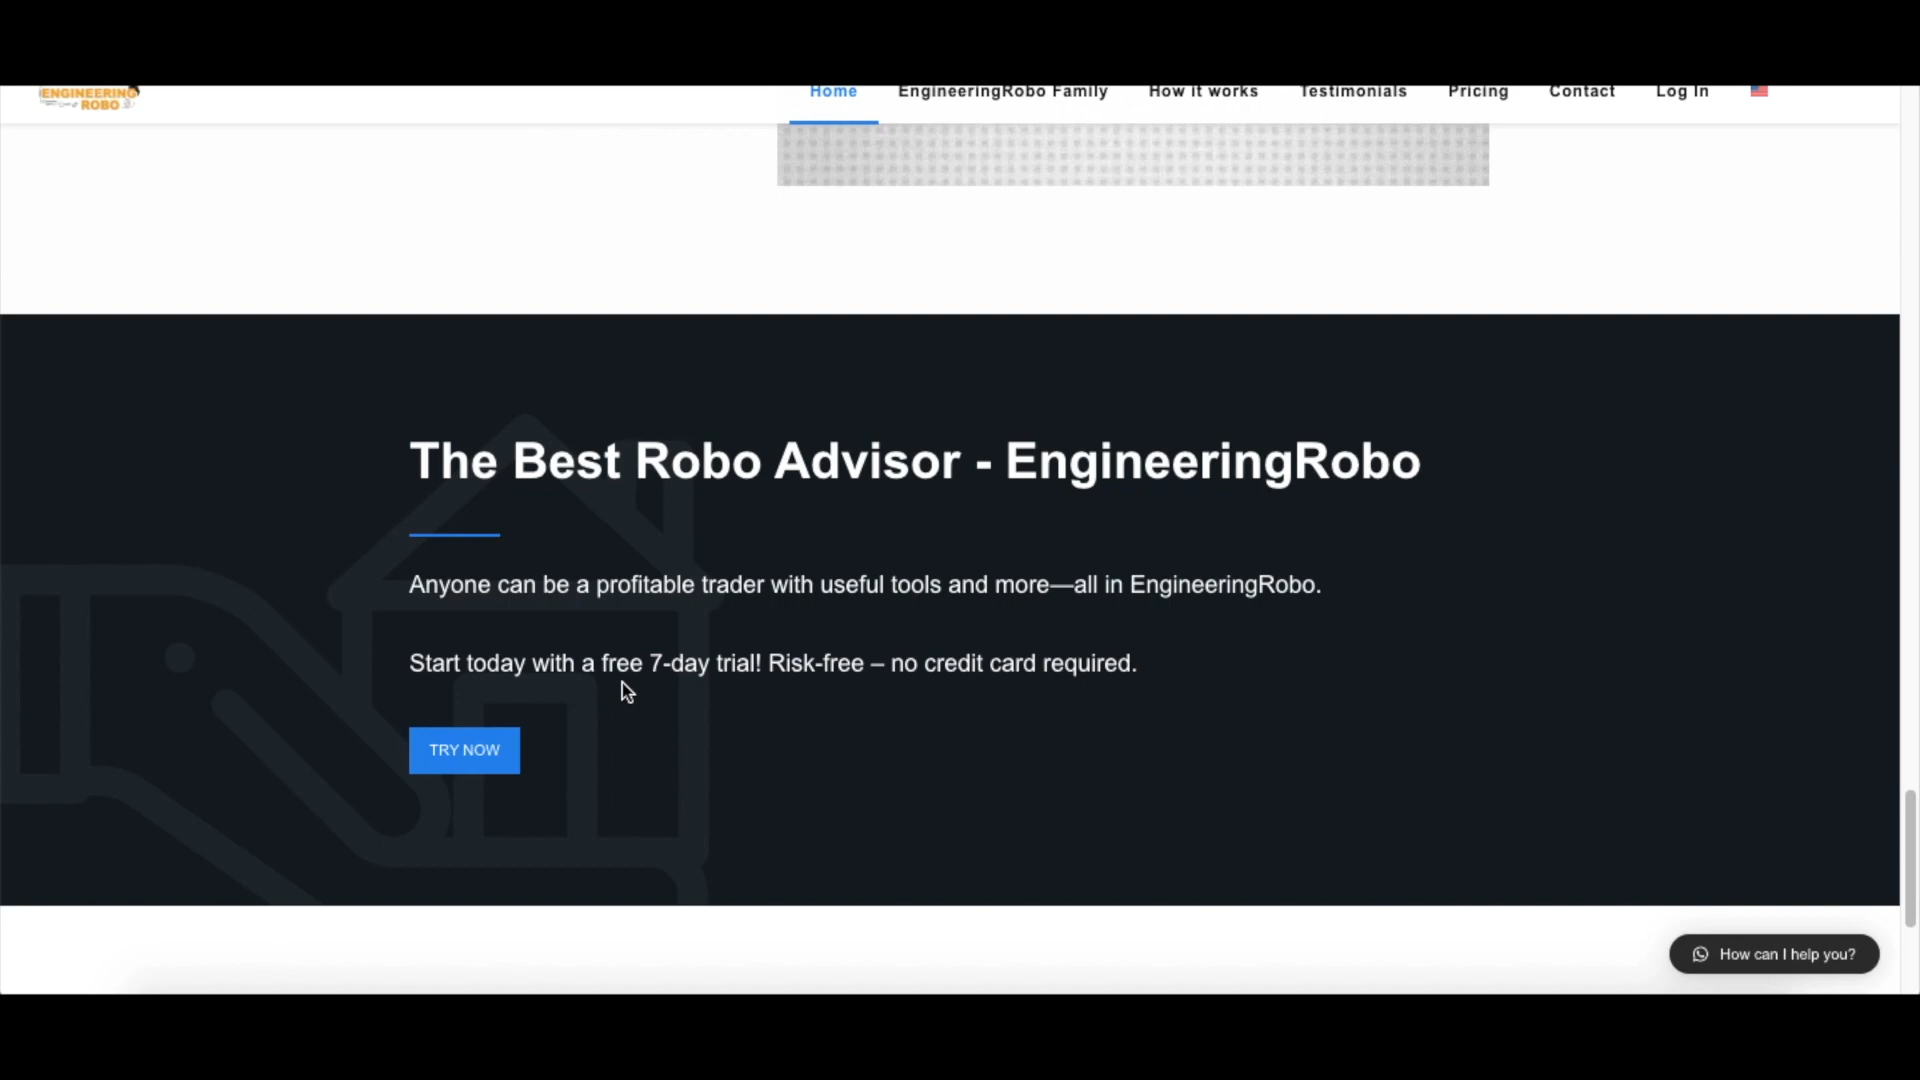 ENGINEERING
ROBO
Home EngineeringRobo Family How it works Testimonials Pricing Contact Log In
The Best Robo Advisor - EngineeringRobo
Anyone can be a profitable trader with useful tools and more—all in EngineeringRobo.
Start today with a free 7-day trial! Risk-free – no credit card required.
TRY NOW
How can I help you?